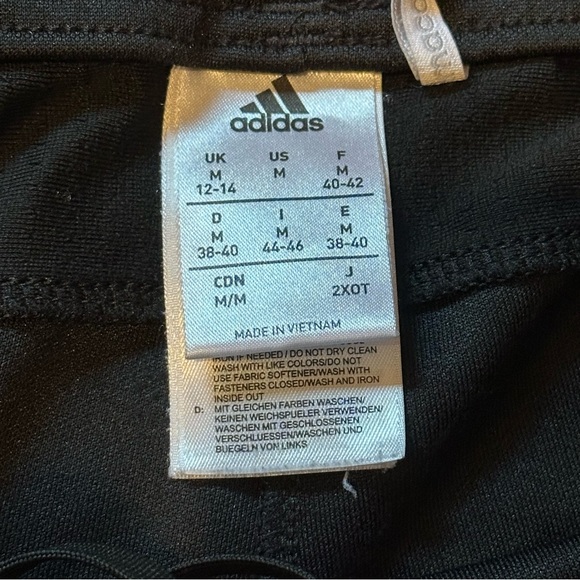 adidas
UK US F
M M M
12-14 40-42
D I E
M M M
38-40 44-46 38-40
CDN J
M/M 2XOT
MADE IN VIETNAM
IRON IF NEEDED/DO NOT DRY CLEAN
WASH WITH LIKE COLORS/DO NOT
USE FABRIC SOFTENER/WASH WITH
FASTENERS CLOSED/WASH AND IRON
INSIDE OUT
D: MIT GLEICHEN FARBEN WASCHEN/
KEINEN WEICHSPUELER VERWENDEN/
WASCHEN MIT GESCHLOSSENEN
VERSCHLUESSEN/WASCHEN UND
BUEGELN VON LINKS